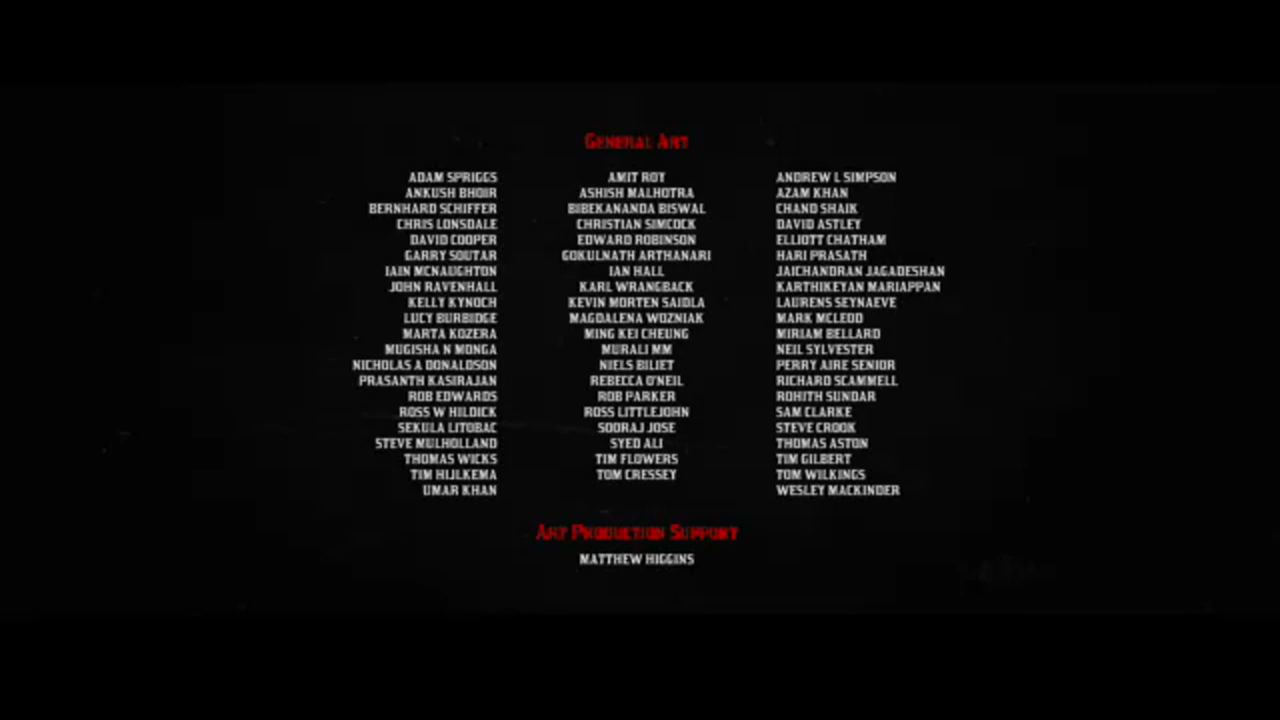 GENERAL ART
ADAM SPRIGGS AMIT ROY ANDREW L SIMPSON
ANKUSH BHOIR ASHISH MALHOTRA AZAM KHAN
BERNHARD SCHIFFER BIBEKANANDA BISWAL CHAND SHAIK
CHRIS LONSDALE CHRISTIAN SIMCOCK DAVID ASTLEY
DAVID COOPER EDWARD ROBINSON ELLIOTT CHATHAM
GARRY SOUTAR GOKULNATH ARTHANARI HARI PRASATH
IAIN MCNAUGHTON IAN HALL JAICHANDRAN JAGADESHAN
JOHN RAVENHALL KARL WRANGBACK KARTHIKEYAN MARIAPPAN
KELLY KYNOCH KEVIN MORTEN SAIDLA LAURENS SEYNAEVE
LUCY BURBIDGE MAGDALENA WOZNIAK MARK MCLEOD
MARTA KOZERA MING KEI CHEUNG MIRIAM BELLARD
MUGISHA N MONGA MURALI MM NEIL SYLVESTER
NICHOLAS A DONALDSON NIELS BILIET PERRY AIRE SENIOR
PRASANTH KASIRAJAN REBECCA O'NEIL RICHARD SCAMMELL
ROB EDWARDS ROB PARKER ROHITH SUNDAR
ROSS W HILDICK ROSS LITTLEJOHN SAM CLARKE
SEKULA LITOBAC SOORAJ JOSE STEVE CROOK
STEVE MULHOLLAND SYED ALI THOMAS ASTON
THOMAS WICKS TIM FLOWERS TIM GILBERT
TIM HIJLKEMA TOM CRESSEY TOM WILKINGS
UMAR KHAN WESLEY MACKINDER
ART PRODUCTION SUPPORT
MATTHEW HIGGINS